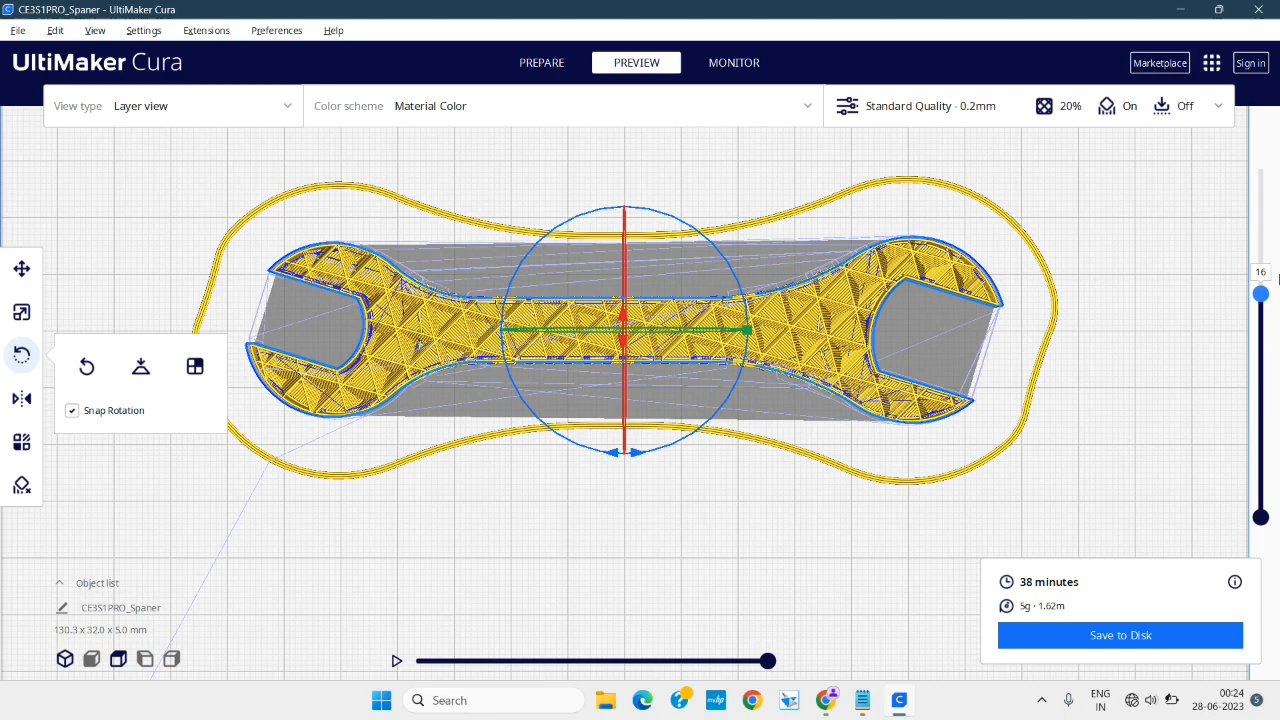 CE3S1PRO_Spaner - UltiMaker Cura
File Edit View Settings Extensions Preferences Help
UltiMaker Cura PREPARE PREVIEW MONITOR Marketplace Sign in
View type Layer view Color scheme Material Color Standard Quality - 0.2mm 20% On Off
16
Snap Rotation
Object list
CE3S1PRO_Spaner
130.3 x 32.0 x 5.0 mm
38 minutes
5g · 1.62m
Save to Disk
Search
myhp
ENG
IN
00:24
28-06-2023
5